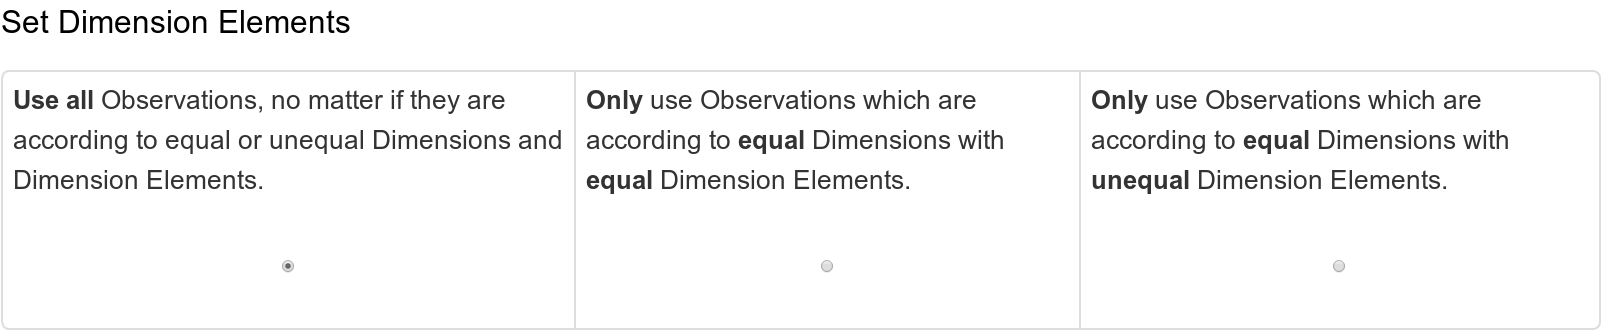 Set Dimension Elements
Use all Observations, no matter if they are
according to equal or unequal Dimensions and
Dimension Elements.
Only use Observations which are
according to equal Dimensions with
equal Dimension Elements.
Only use Observations which are
according to equal Dimensions with
unequal Dimension Elements.